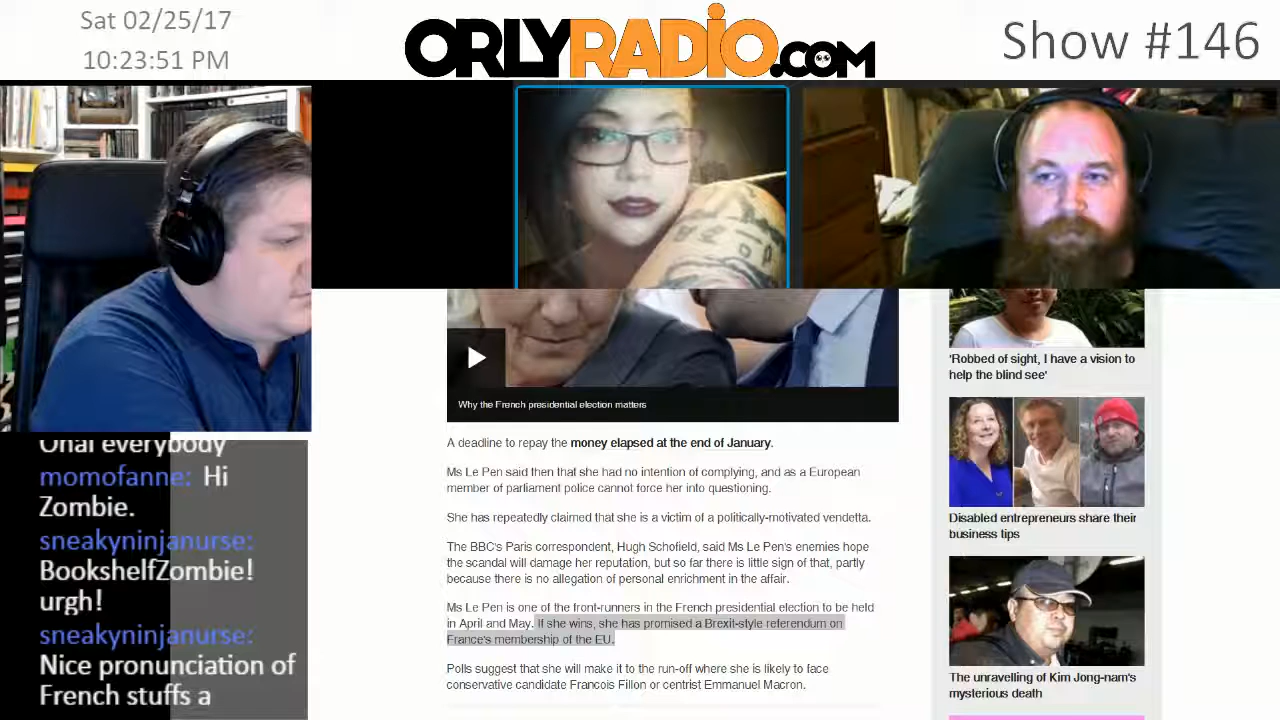 Sat 02/25/17
10:23:51 PM
ORLYRADIO.COM
Show #146
Ohai everybody
momofanne: Hi
Zombie.
sneakyninjanurse:
BookshelfZombie!
urgh!
sneakyninjanurse:
Nice pronunciation of
French stuffs a
Why the French presidential election matters
A deadline to repay the money elapsed at the end of January.
Ms Le Pen said then that she had no intention of complying, and as a European
member of parliament police cannot force her into questioning.
She has repeatedly claimed that she is a victim of a politically-motivated vendetta.
The BBC's Paris correspondent, Hugh Schofield, said Ms Le Pen's enemies hope
the scandal will damage her reputation, but so far there is little sign of that, partly
because there is no allegation of personal enrichment in the affair.
Ms Le Pen is one of the front-runners in the French presidential election to be held
in April and May. If she wins, she has promised a Brexit-style referendum on
France's membership of the EU.
Polls suggest that she will make it to the run-off where she is likely to face
conservative candidate Francois Fillon or centrist Emmanuel Macron.
'Robbed of sight, I have a vision to
help the blind see'
Disabled entrepreneurs share their
business tips
The unravelling of Kim Jong-nam's
mysterious death